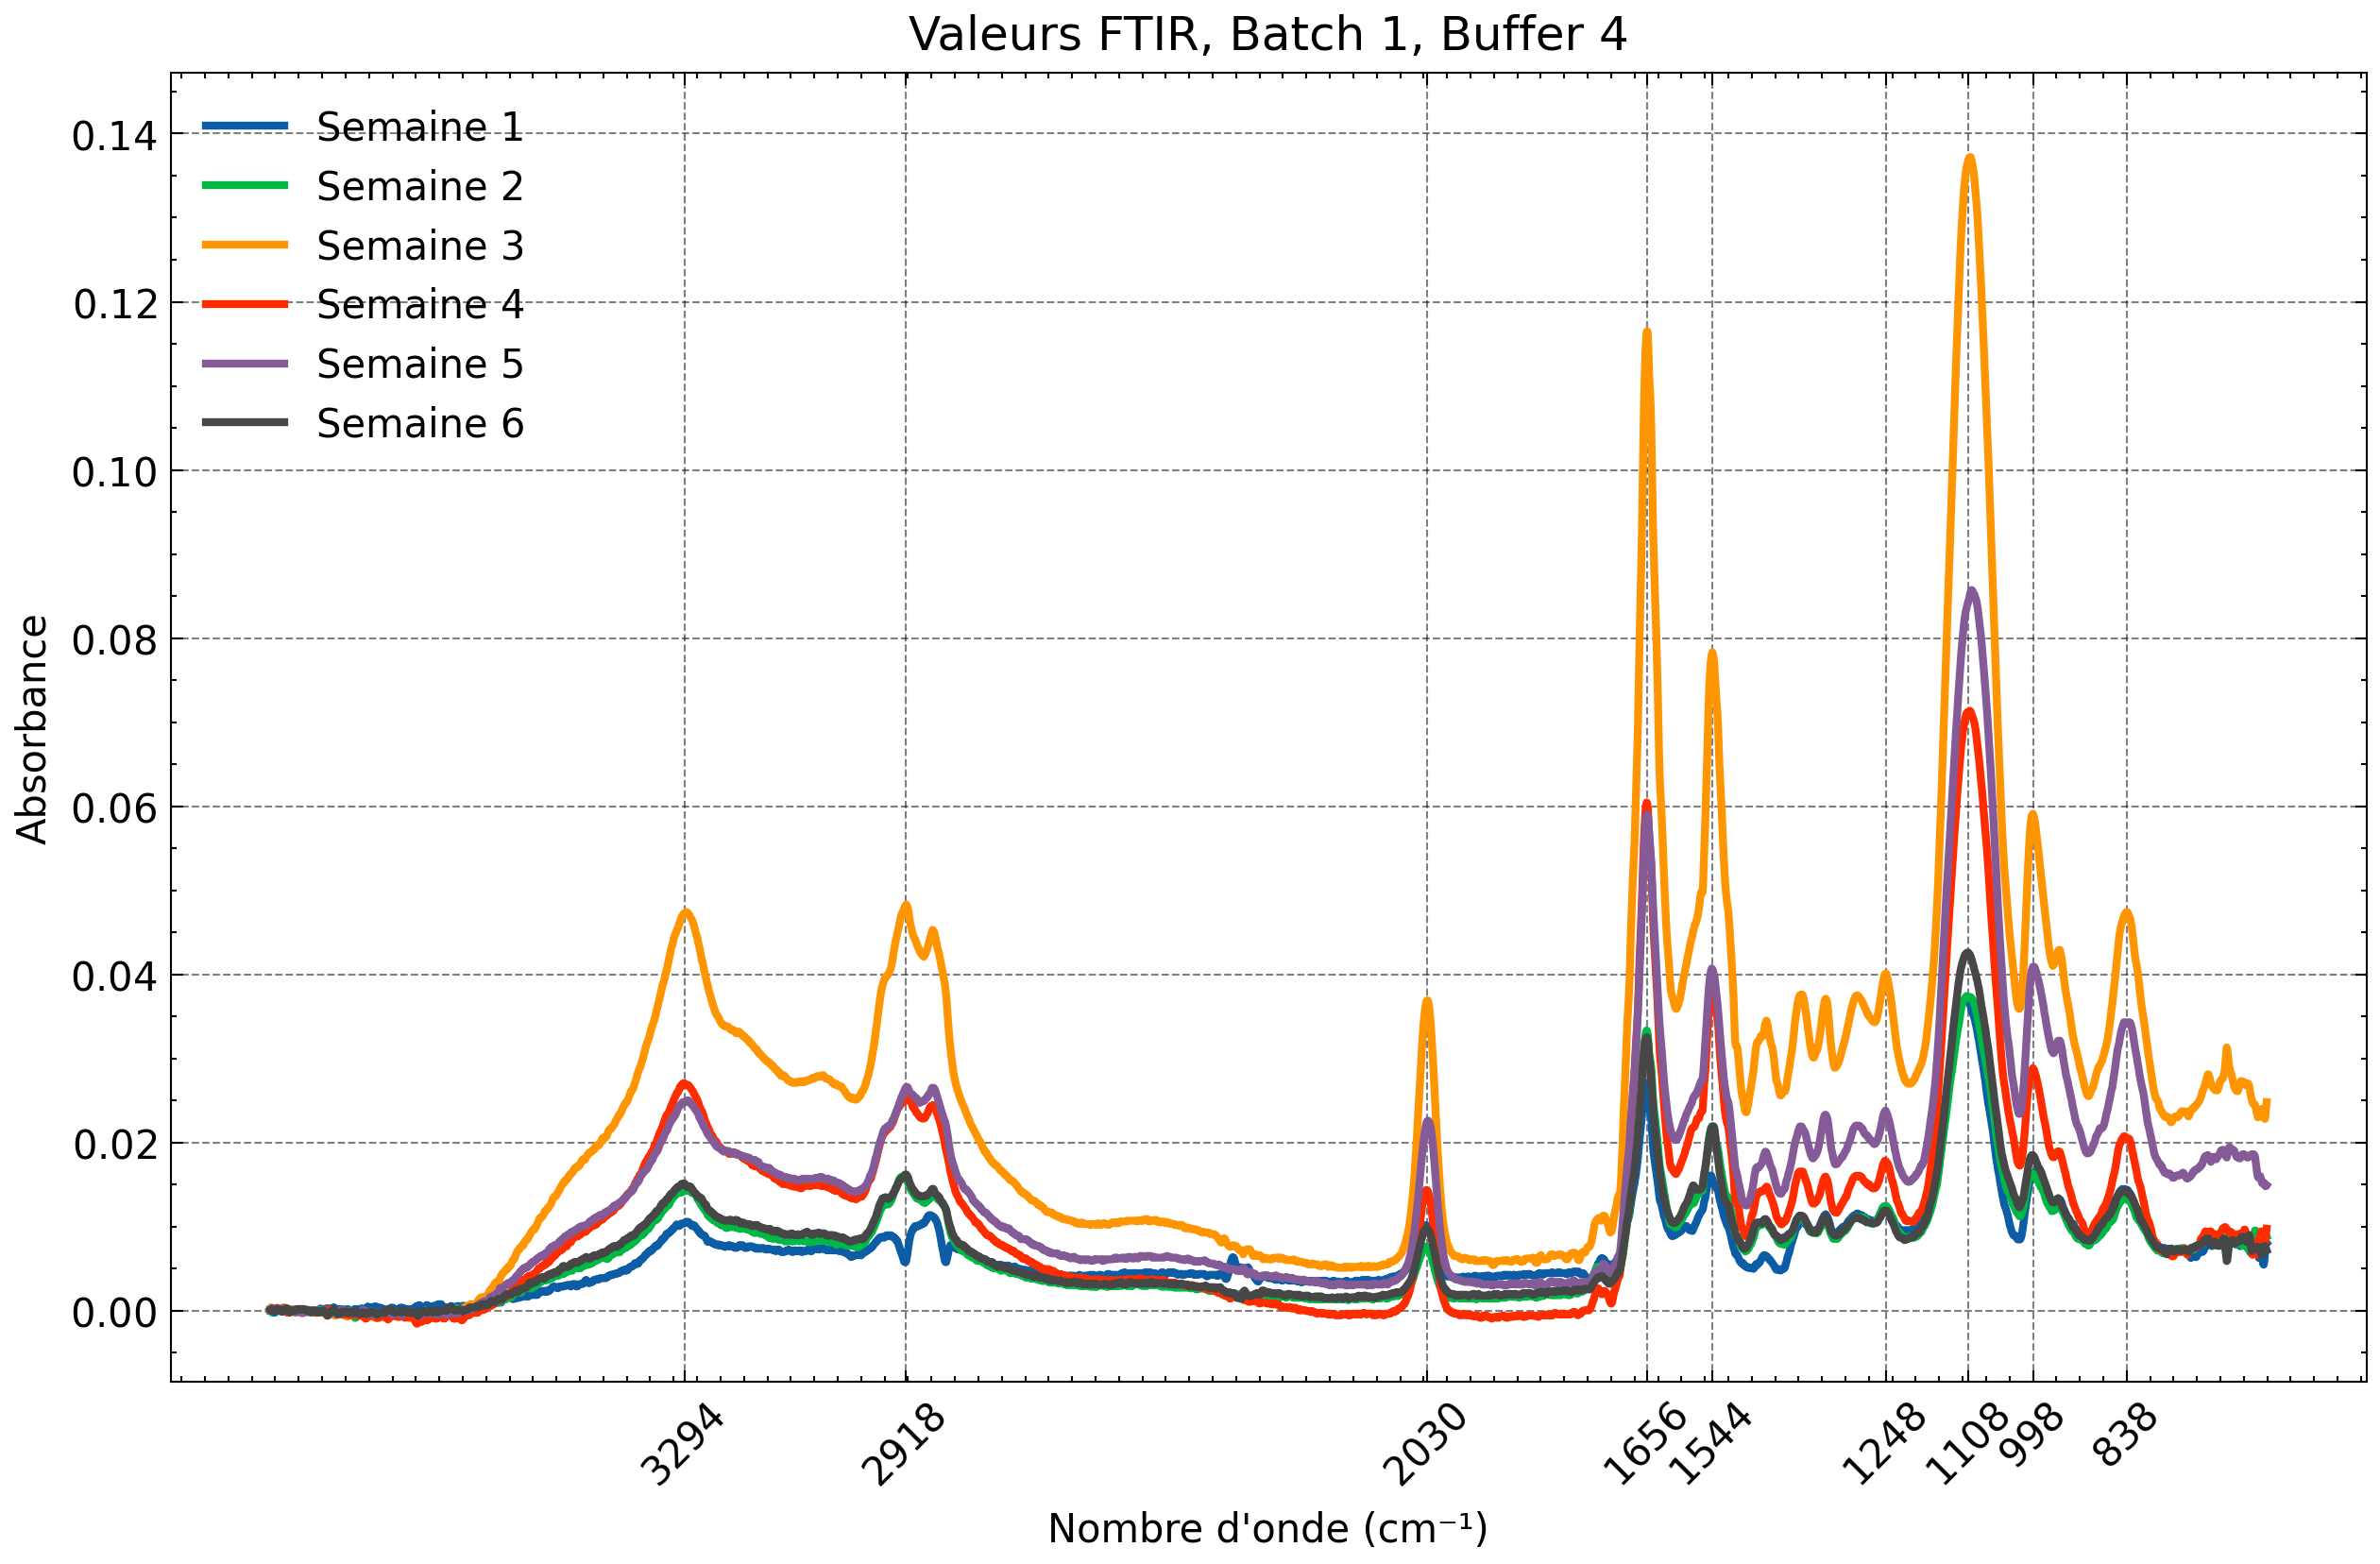 Valeurs FTIR, Batch 1, Buffer 4
Semaine 1
Semaine 2
Semaine 3
Semaine 4
Semaine 5
Semaine 6
Absorbance
0.14
0.12
0.10
0.08
0.06
0.04
0.02
0.00
3294
2918
2030
1656
1544
1248
1108
998
838
Nombre d'onde (cm⁻¹)